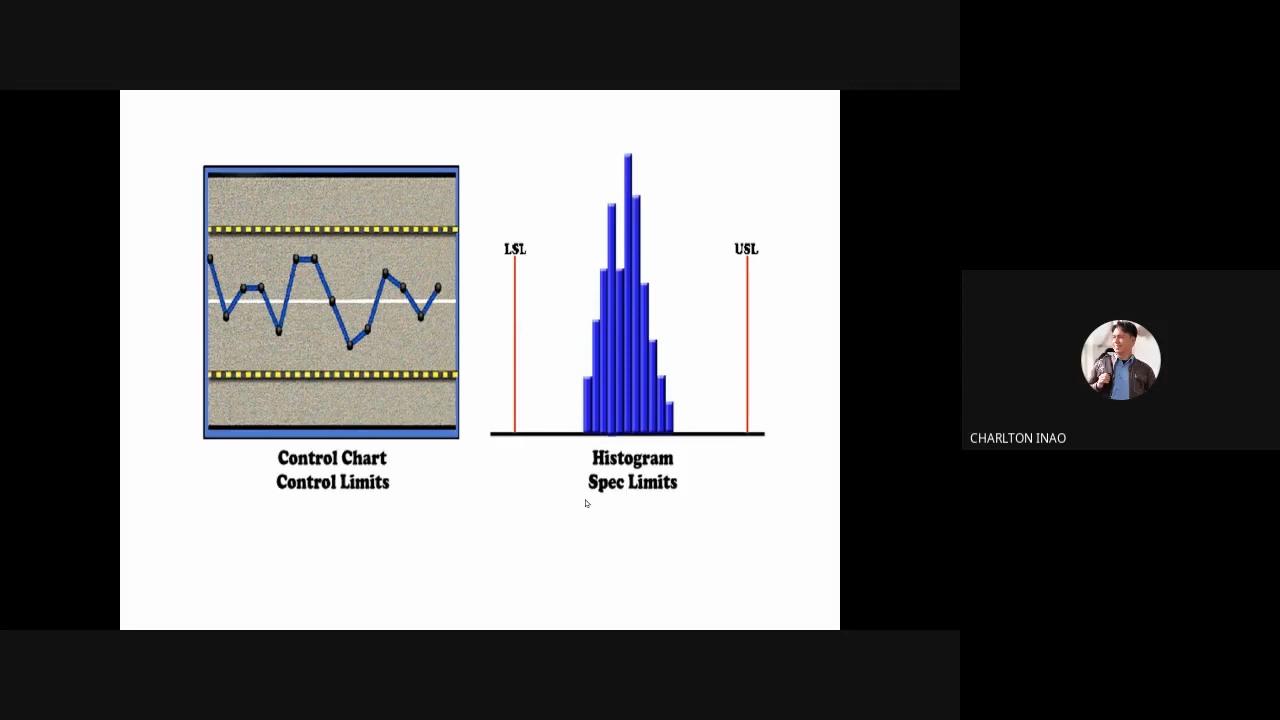 LSL
USL
Control Chart
Control Limits
Histogram
Spec Limits
CHARLTON INAO